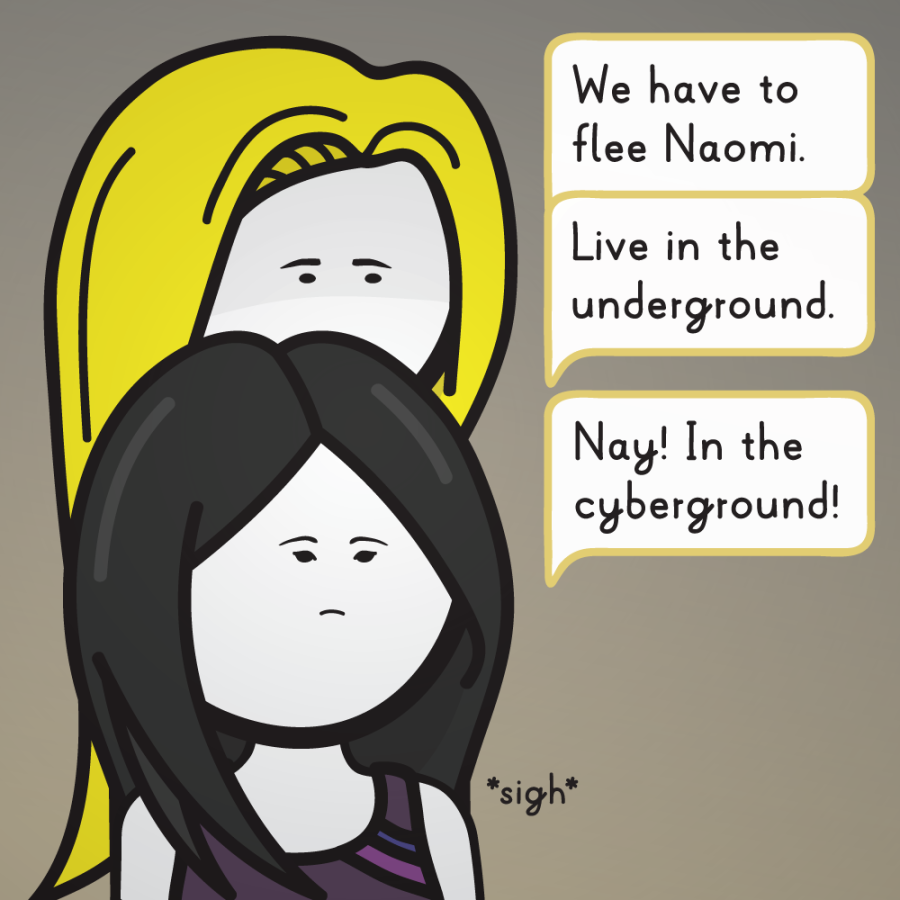 We have to
flee Naomi.
Live in the
underground.
Nay! In the
cyberground!
*sigh*